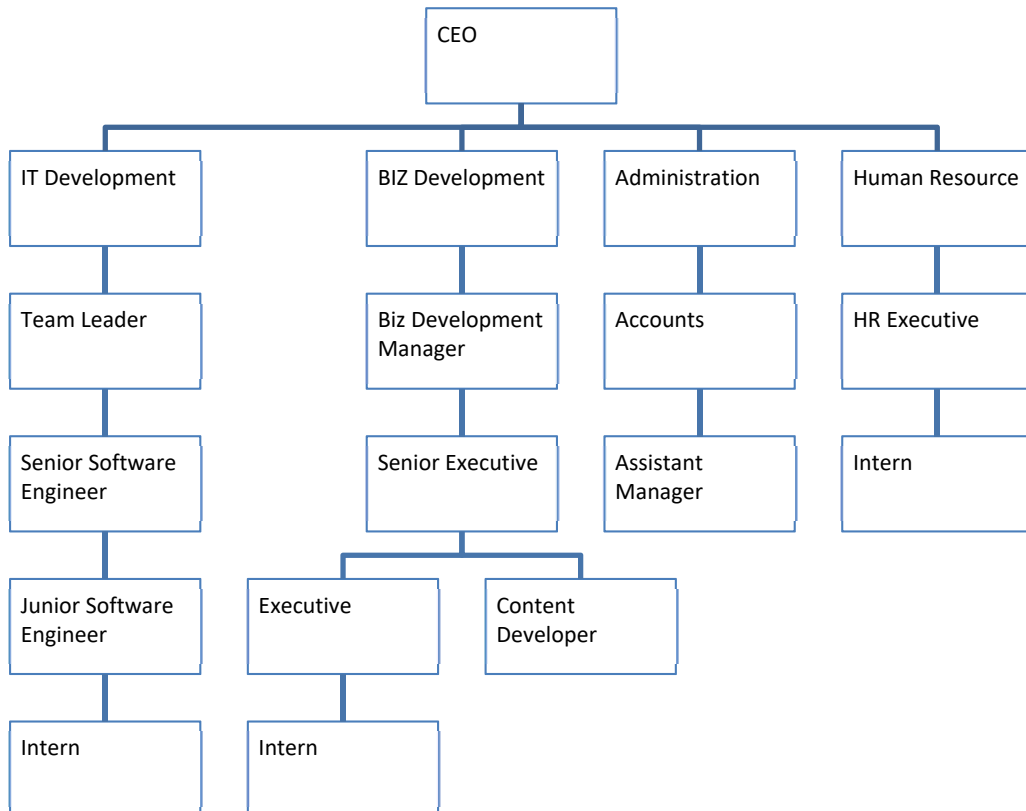 CEO
IT Development
BIZ Development
Administration
Human Resource
Team Leader
Biz Development
Manager
Accounts
HR Executive
Senior Software
Engineer
Senior Executive
Assistant
Manager
Intern
Junior Software
Engineer
Executive
Content
Developer
Intern
Intern